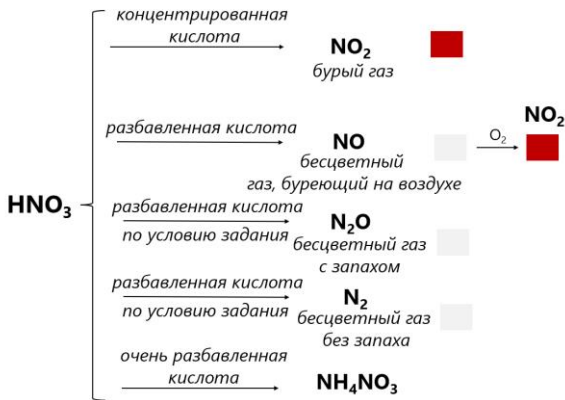 концентрированная
кислота
NO₂
бурый газ
разбавленная кислота
NO
бесцветный
газ, буреющий на воздухе
O₂
NO₂
HNO₃
разбавленная кислота
по условию задания
N₂O
бесцветный газ
с запахом
разбавленная кислота
по условию задания
N₂
бесцветный газ
без запаха
очень разбавленная
кислота
NH₄NO₃